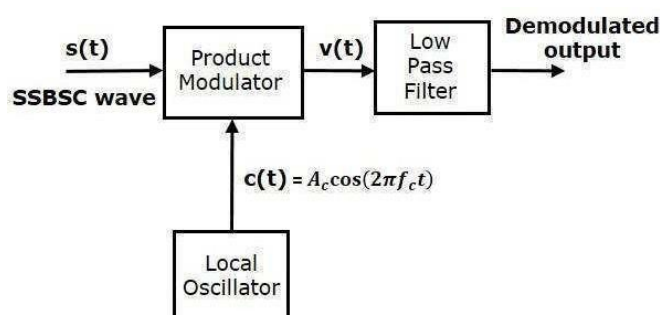 s(t)
SSBSC wave
Product
Modulator
v(t)
Low
Pass
Filter
Demodulated
output
c(t) = A_c cos(2πf_c t)
Local
Oscillator